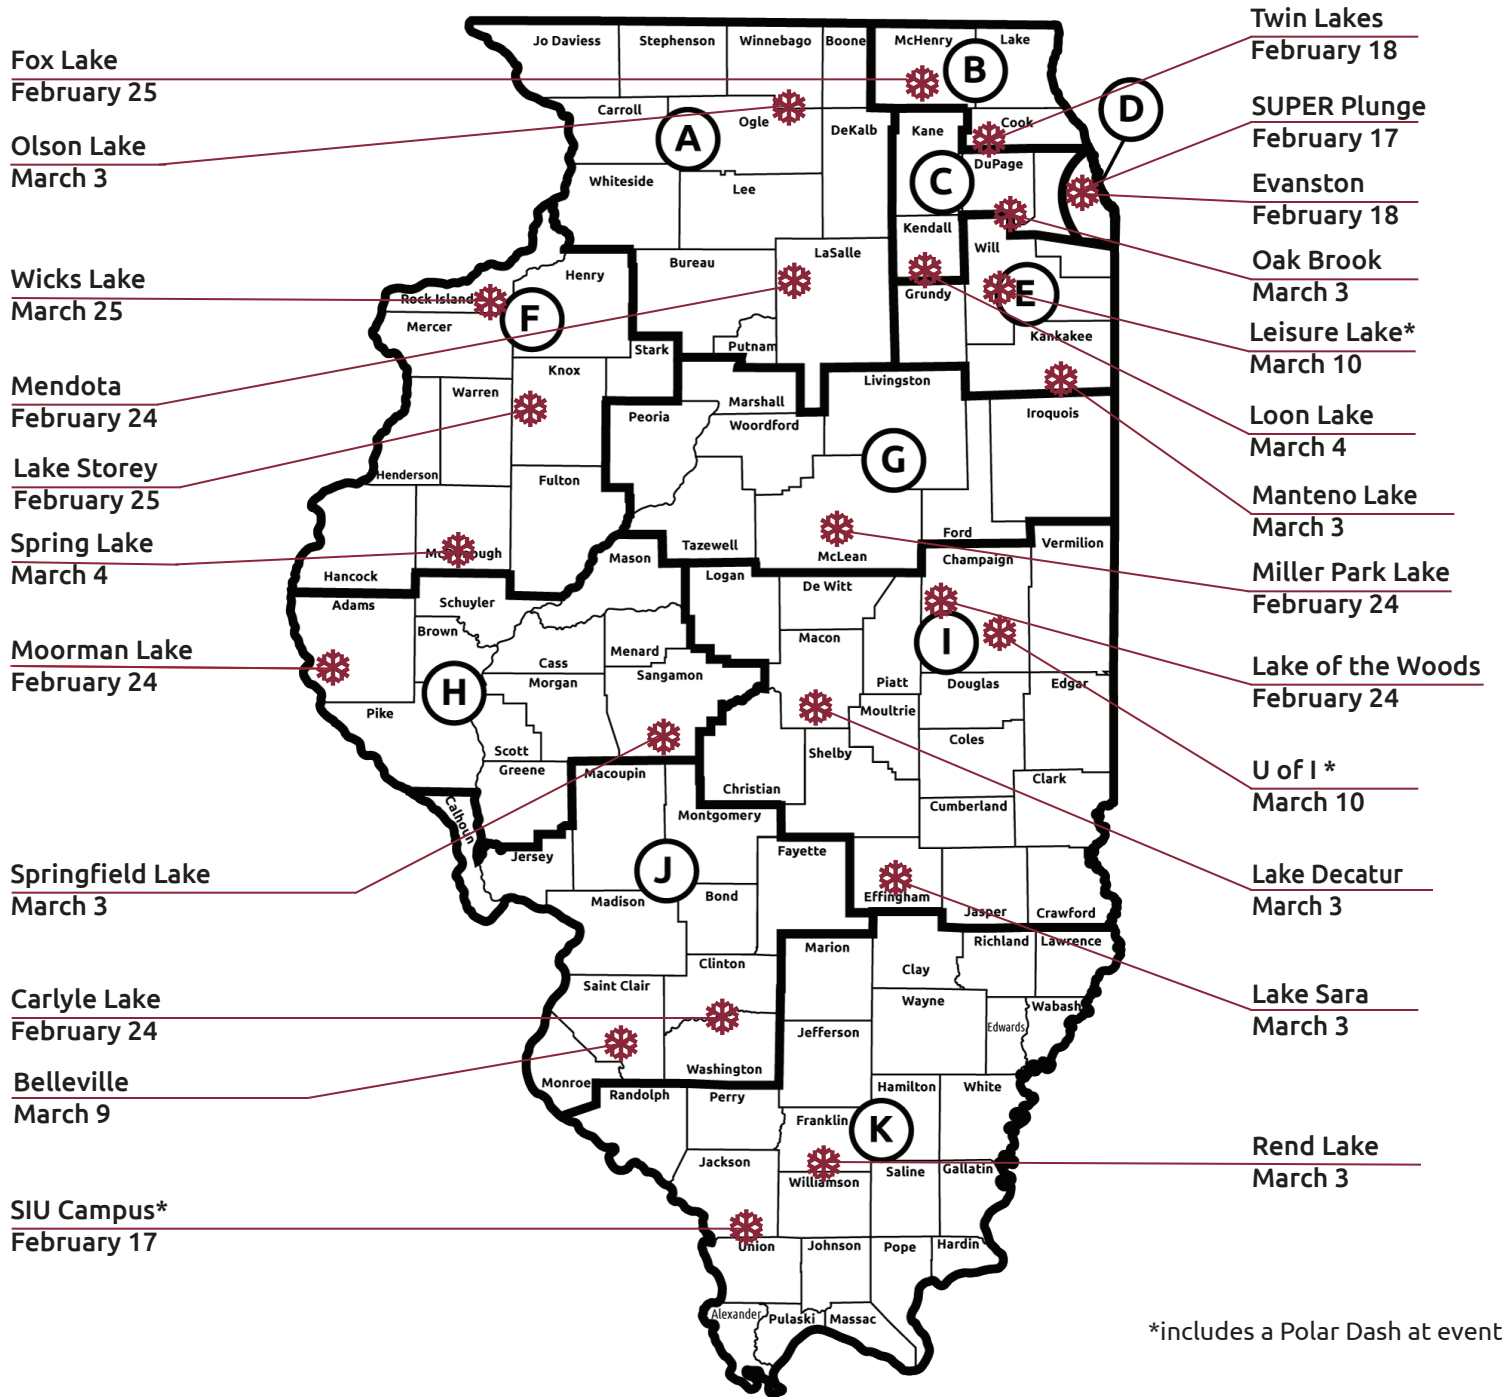 Fox Lake
February 25
Olson Lake
March 3
Wicks Lake
March 25
Mendota
February 24
Lake Storey
February 25
Spring Lake
March 4
Moorman Lake
February 24
Springfield Lake
March 3
Carlyle Lake
February 24
Belleville
March 9
SIU Campus*
February 17
Jo Daviess
Stephenson
Winnebago
Boone
McHenry
Lake
B
Carroll
Ogle
A
DeKalb
Kane
Cook
D
Whiteside
Lee
C
DuPage
Kendall
Will
Bureau
LaSalle
Henry
Rock Island
F
Mercer
Grundy
E
Putnam
Stark
Kankakee
Knox
Warren
Marshall
Livingston
Peoria
Woodford
Iroquois
G
Henderson
Fulton
McDonough
Tazewell
McLean
Ford
Vermilion
Hancock
Mason
Logan
Champaign
De Witt
Adams
Schuyler
Brown
Macon
I
Menard
Cass
Sangamon
H
Morgan
Piatt
Douglas
Edgar
Pike
Moultrie
Scott
Shelby
Coles
Greene
Macoupin
Christian
Clark
Calhoun
Montgomery
Cumberland
Jersey
J
Fayette
Effingham
Madison
Bond
Jasper
Crawford
Marion
Richland
Lawrence
Clinton
Clay
Saint Clair
Wayne
Wabash
Jefferson
Edwards
Washington
Monroe
Randolph
Perry
Hamilton
White
Franklin
K
Jackson
Williamson
Saline
Gallatin
Union
Johnson
Pope
Hardin
Alexander
Pulaski
Massac
Twin Lakes
February 18
SUPER Plunge
February 17
Evanston
February 18
Oak Brook
March 3
Leisure Lake*
March 10
Loon Lake
March 4
Manteno Lake
March 3
Miller Park Lake
February 24
Lake of the Woods
February 24
U of I *
March 10
Lake Decatur
March 3
Lake Sara
March 3
Rend Lake
March 3
*includes a Polar Dash at event